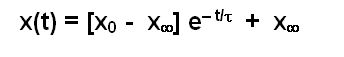 x(t) = [x₀ - x∞] e⁻ᵗ/ᵗ + x∞